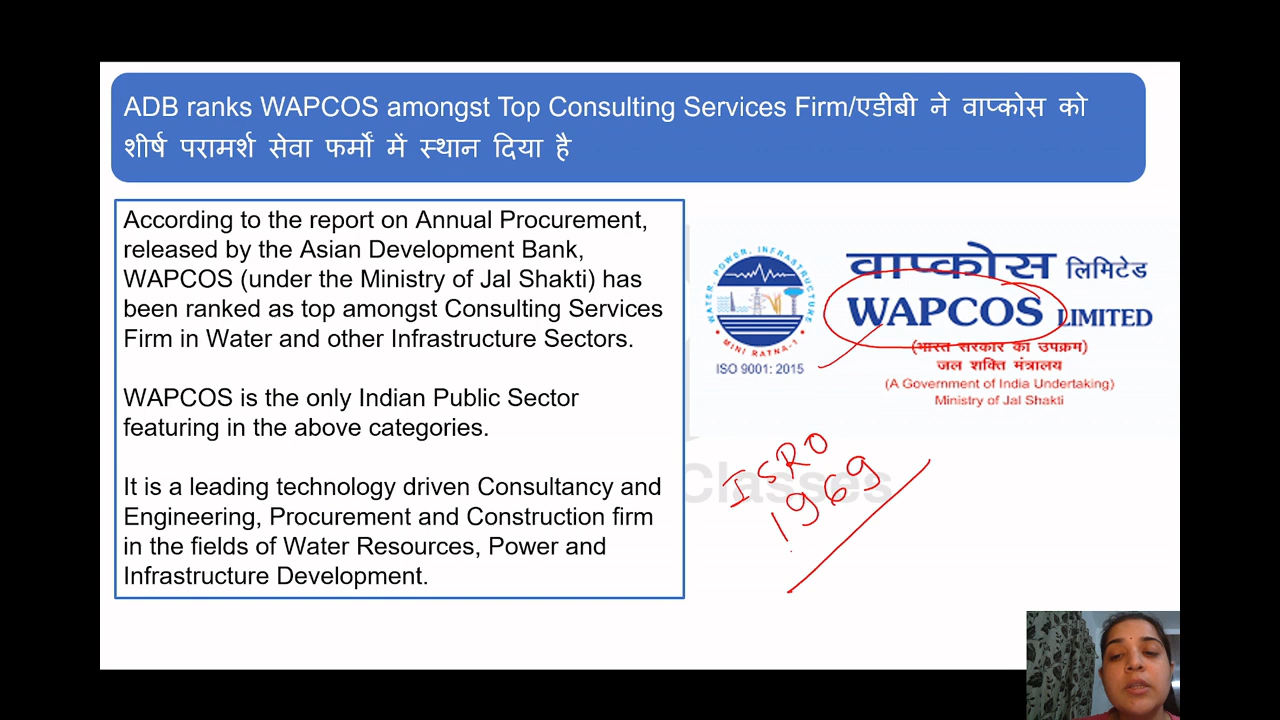 ADB ranks WAPCOS amongst Top Consulting Services Firm/एडीबी ने वाप्कोस को
शीर्ष परामर्श सेवा फर्मों में स्थान दिया है
According to the report on Annual Procurement,
released by the Asian Development Bank,
WAPCOS (under the Ministry of Jal Shakti) has
been ranked as top amongst Consulting Services
Firm in Water and other Infrastructure Sectors.
WAPCOS is the only Indian Public Sector
featuring in the above categories.
It is a leading technology driven Consultancy and
Engineering, Procurement and Construction firm
in the fields of Water Resources, Power and
Infrastructure Development.
WATER, POWER, INFRASTRUCTURE
MINI RATNA-1
ISO 9001: 2015
वाप्कोस लिमिटेड
WAPCOS LIMITED
(भारत सरकार का उपक्रम)
जल शक्ति मंत्रालय
(A Government of India Undertaking)
Ministry of Jal Shakti
Classes
ISRO
1969